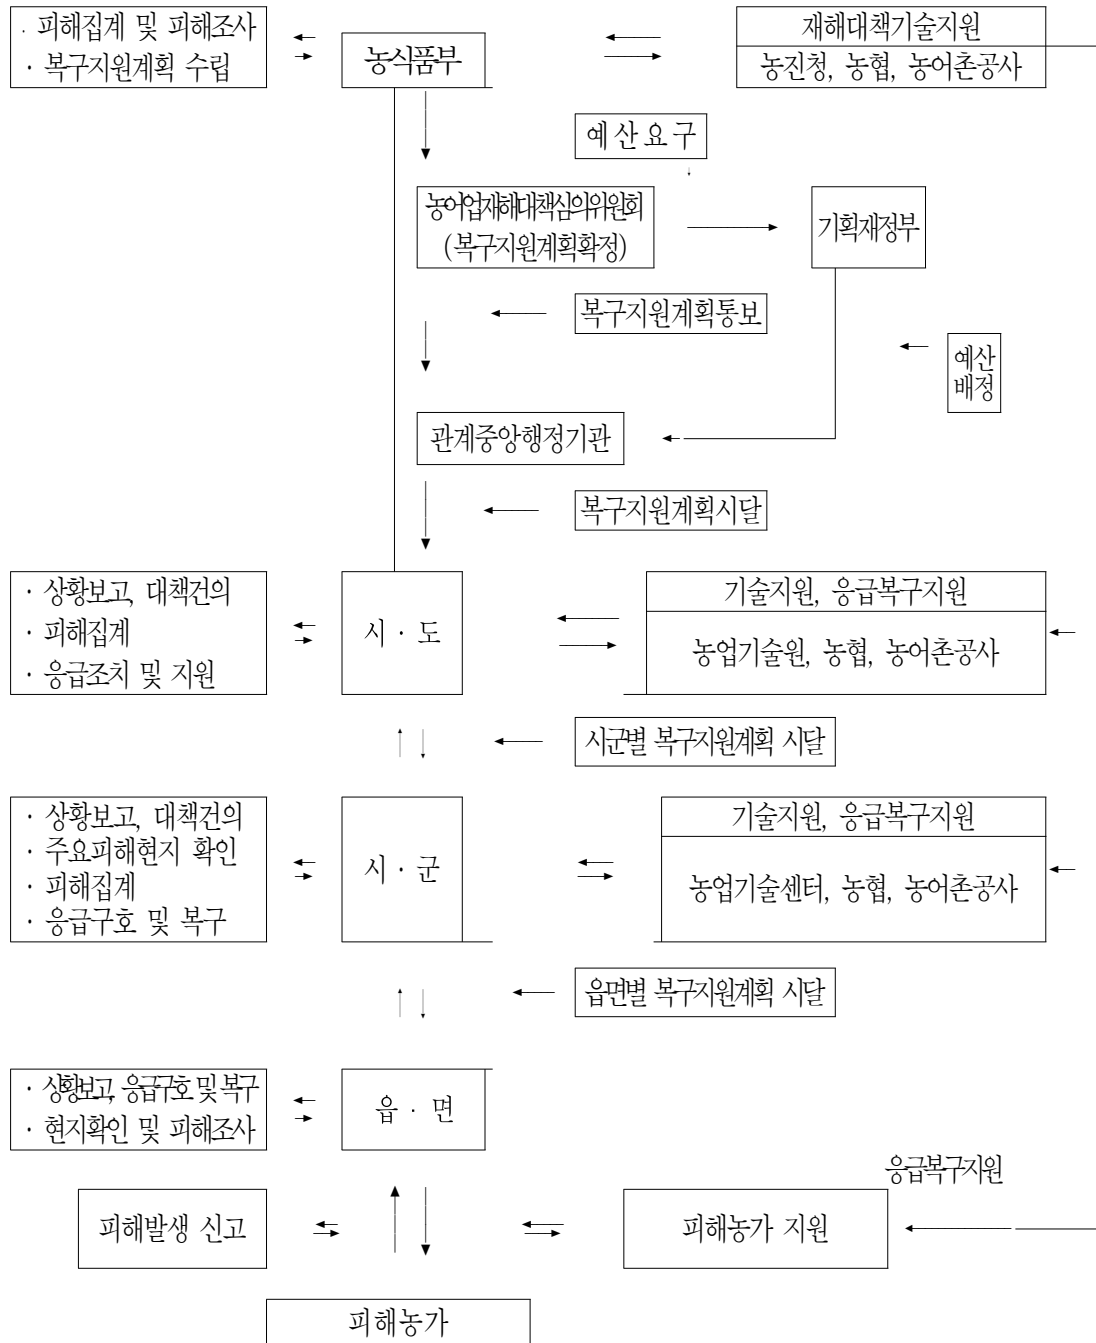 · 피해집계 및 피해조사
· 복구지원계획 수립
농식품부
재해대책기술지원
농진청, 농협, 농어촌공사
예 산 요 구
농어업재해대책심의위원회
(복구지원계획확정)
기획재정부
복구지원계획통보
예산
배정
관계중앙행정기관
복구지원계획시달
· 상황보고, 대책건의
· 피해집계
· 응급조치 및 지원
시 · 도
기술지원, 응급복구지원
농업기술원, 농협, 농어촌공사
시군별 복구지원계획 시달
· 상황보고, 대책건의
· 주요피해현지 확인
· 피해집계
· 응급구호 및 복구
시 · 군
기술지원, 응급복구지원
농업기술센터, 농협, 농어촌공사
읍면별 복구지원계획 시달
· 상황보고, 응급구호 및 복구
· 현지확인 및 피해조사
읍 · 면
응급복구지원
피해발생 신고
피해농가 지원
피해농가